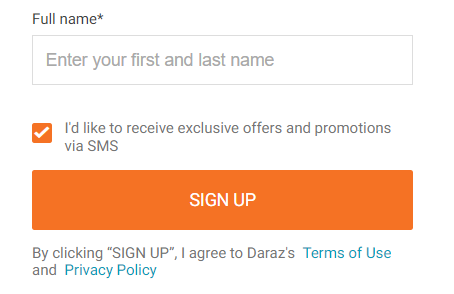 Full name*
Enter your first and last name
I'd like to receive exclusive offers and promotions
via SMS
SIGN UP
By clicking “SIGN UP”, I agree to Daraz's Terms of Use
and Privacy Policy